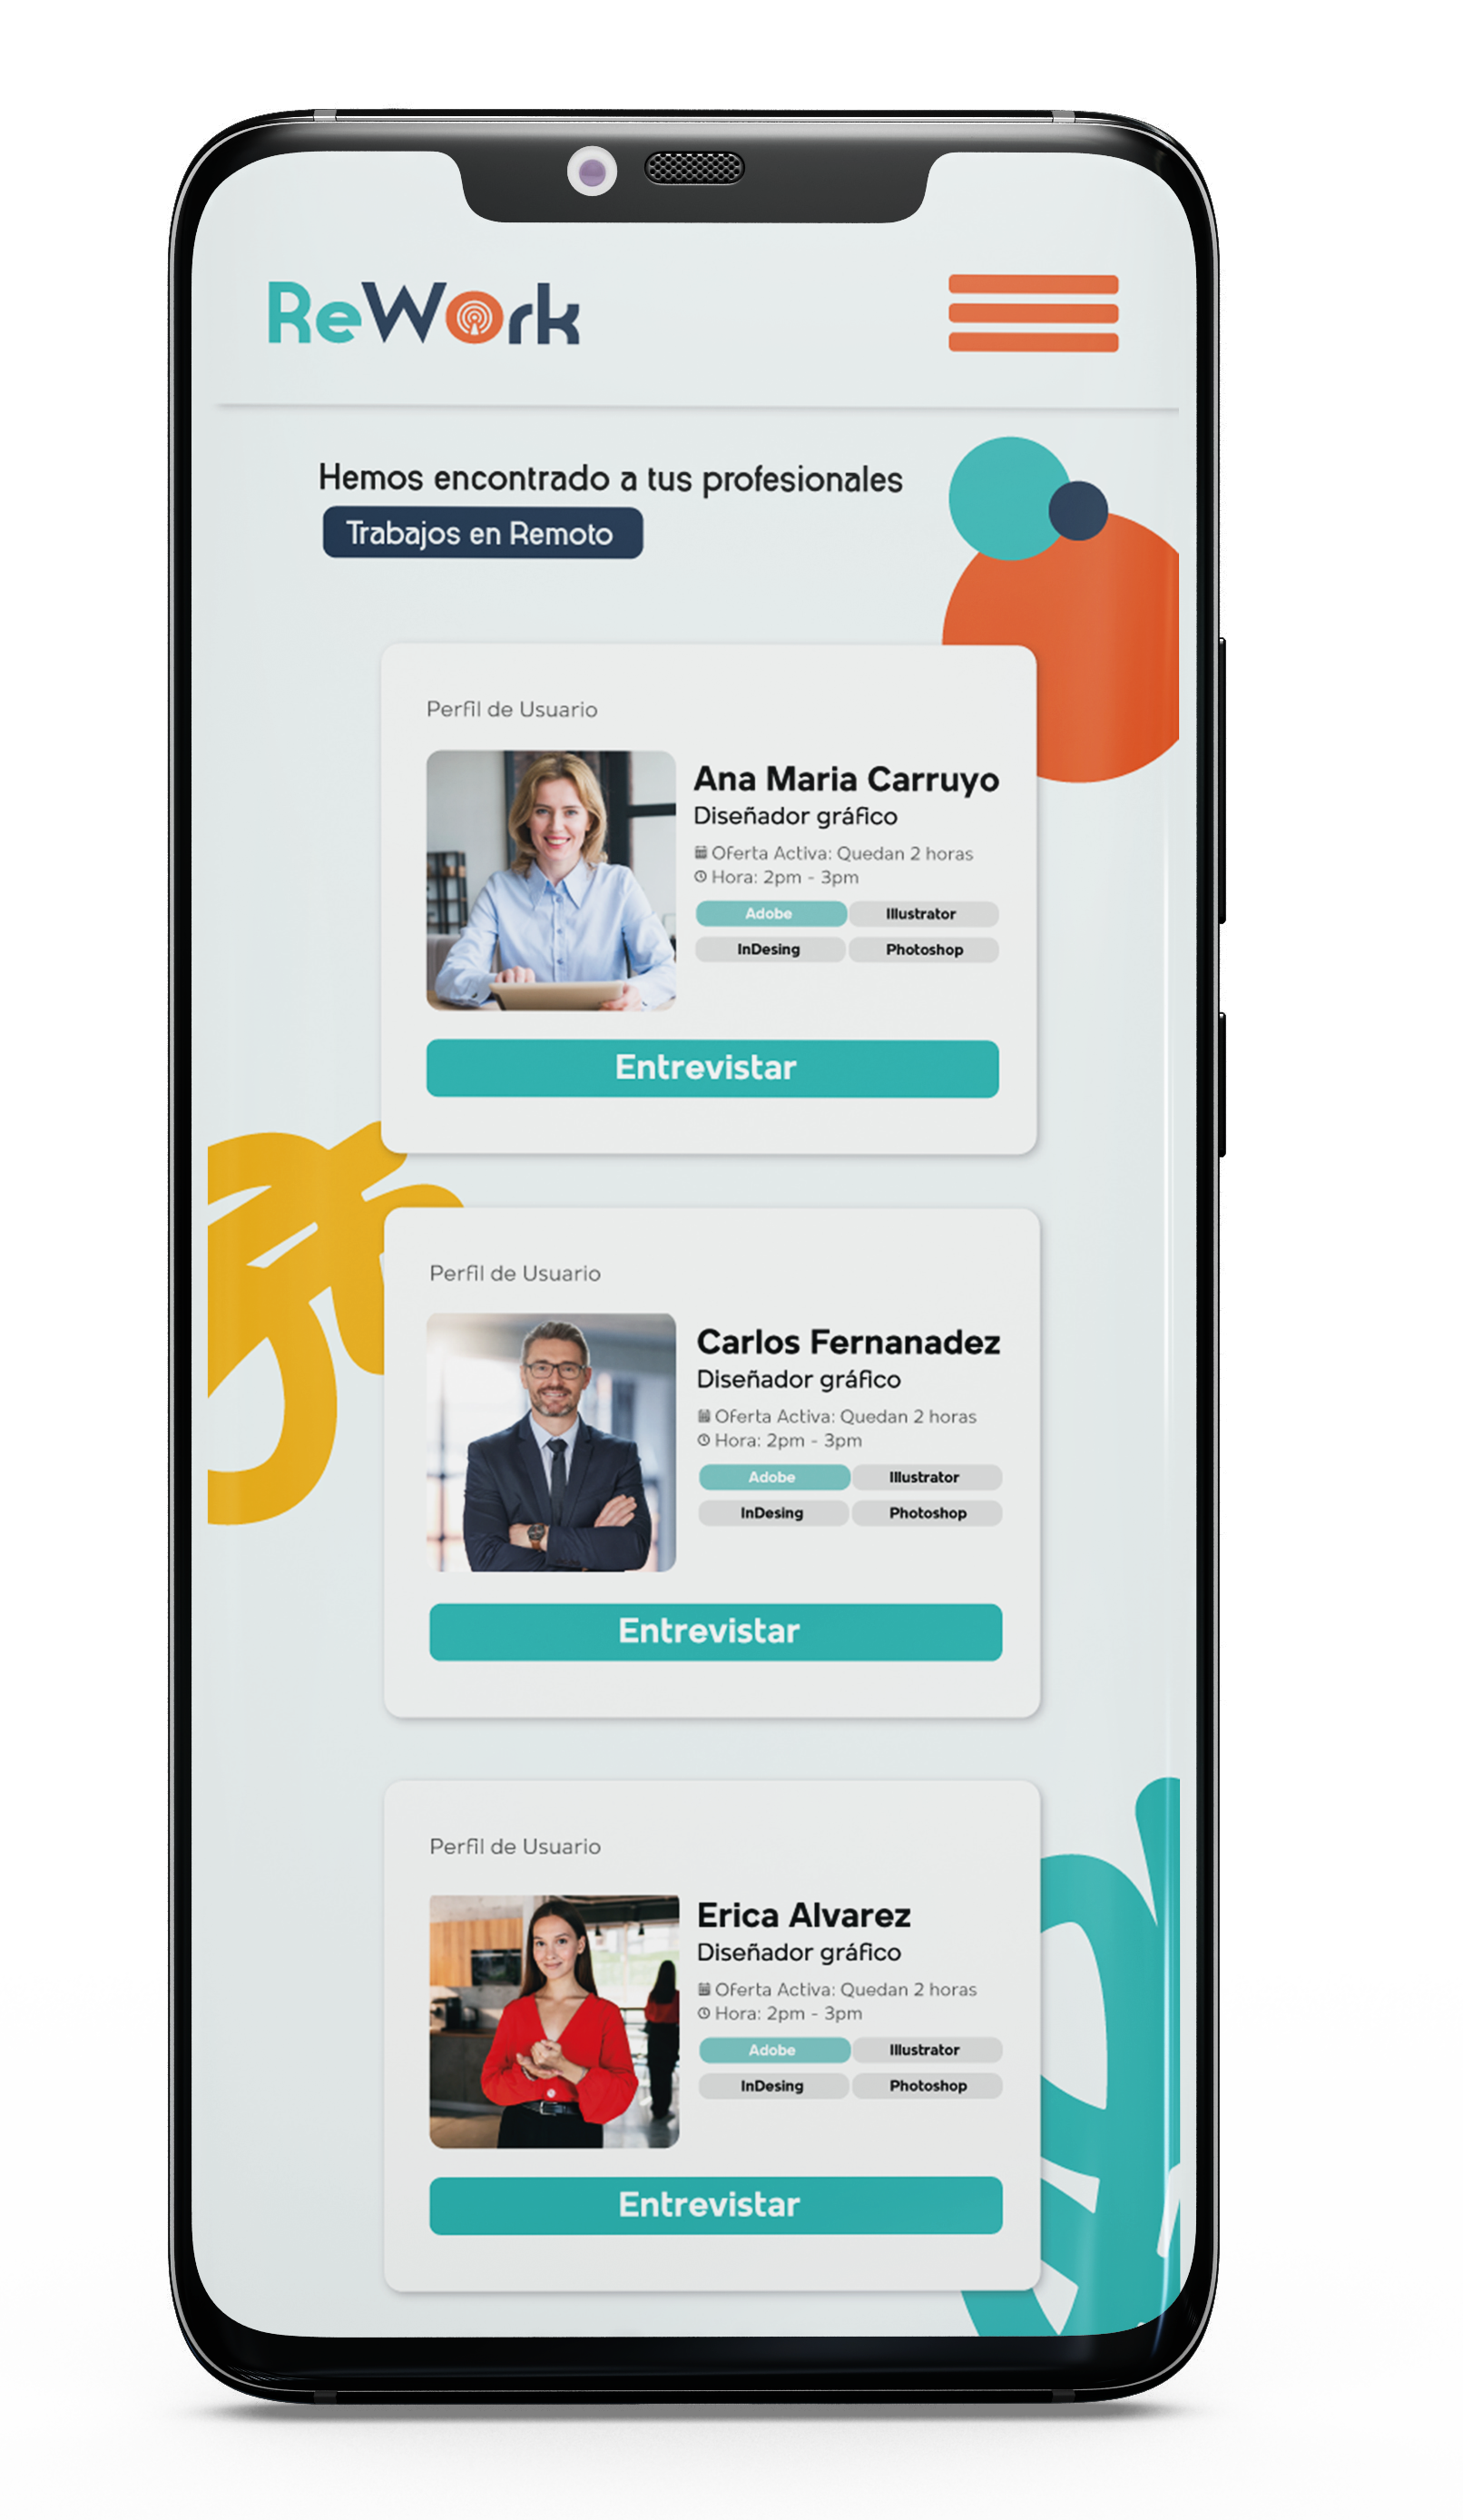 ReWork
Hemos encontrado a tus profesionales
Trabajos en Remoto
Perfil de Usuario
Ana Maria Carruyo
Diseñador gráfico
Oferta Activa: Quedan 2 horas
Hora: 2pm - 3pm
Adobe Illustrator
InDesing Photoshop
Entrevistar
Perfil de Usuario
Carlos Fernanadez
Diseñador gráfico
Oferta Activa: Quedan 2 horas
Hora: 2pm - 3pm
Adobe Illustrator
InDesing Photoshop
Entrevistar
Perfil de Usuario
Erica Alvarez
Diseñador gráfico
Oferta Activa: Quedan 2 horas
Hora: 2pm - 3pm
Adobe Illustrator
InDesing Photoshop
Entrevistar